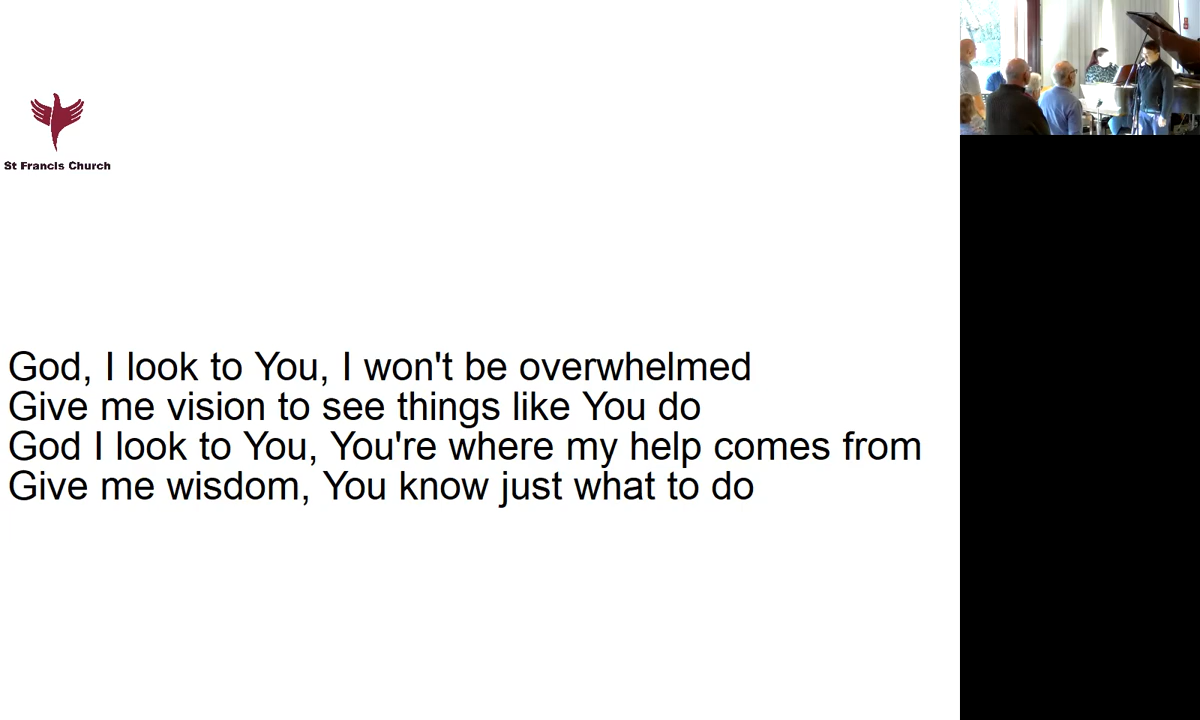 St Francis Church
God, I look to You, I won't be overwhelmed
Give me vision to see things like You do
God I look to You, You're where my help comes from
Give me wisdom, You know just what to do